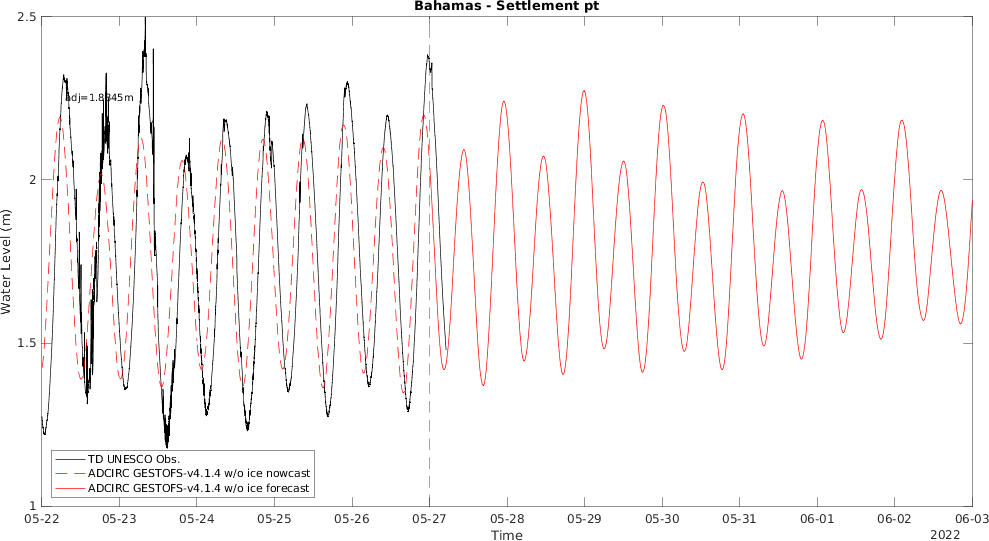 Bahamas - Settlement pt
2.5
2
1.5
1
Water Level (m)
TD UNESCO Obs.
ADCIRC GESTOFS-v4.1.4 w/o ice nowcast
ADCIRC GESTOFS-v4.1.4 w/o ice forecast
05-22 05-23 05-24 05-25 05-26 05-27 05-28 05-29 05-30 05-31 06-01 06-02 06-03
Time
2022